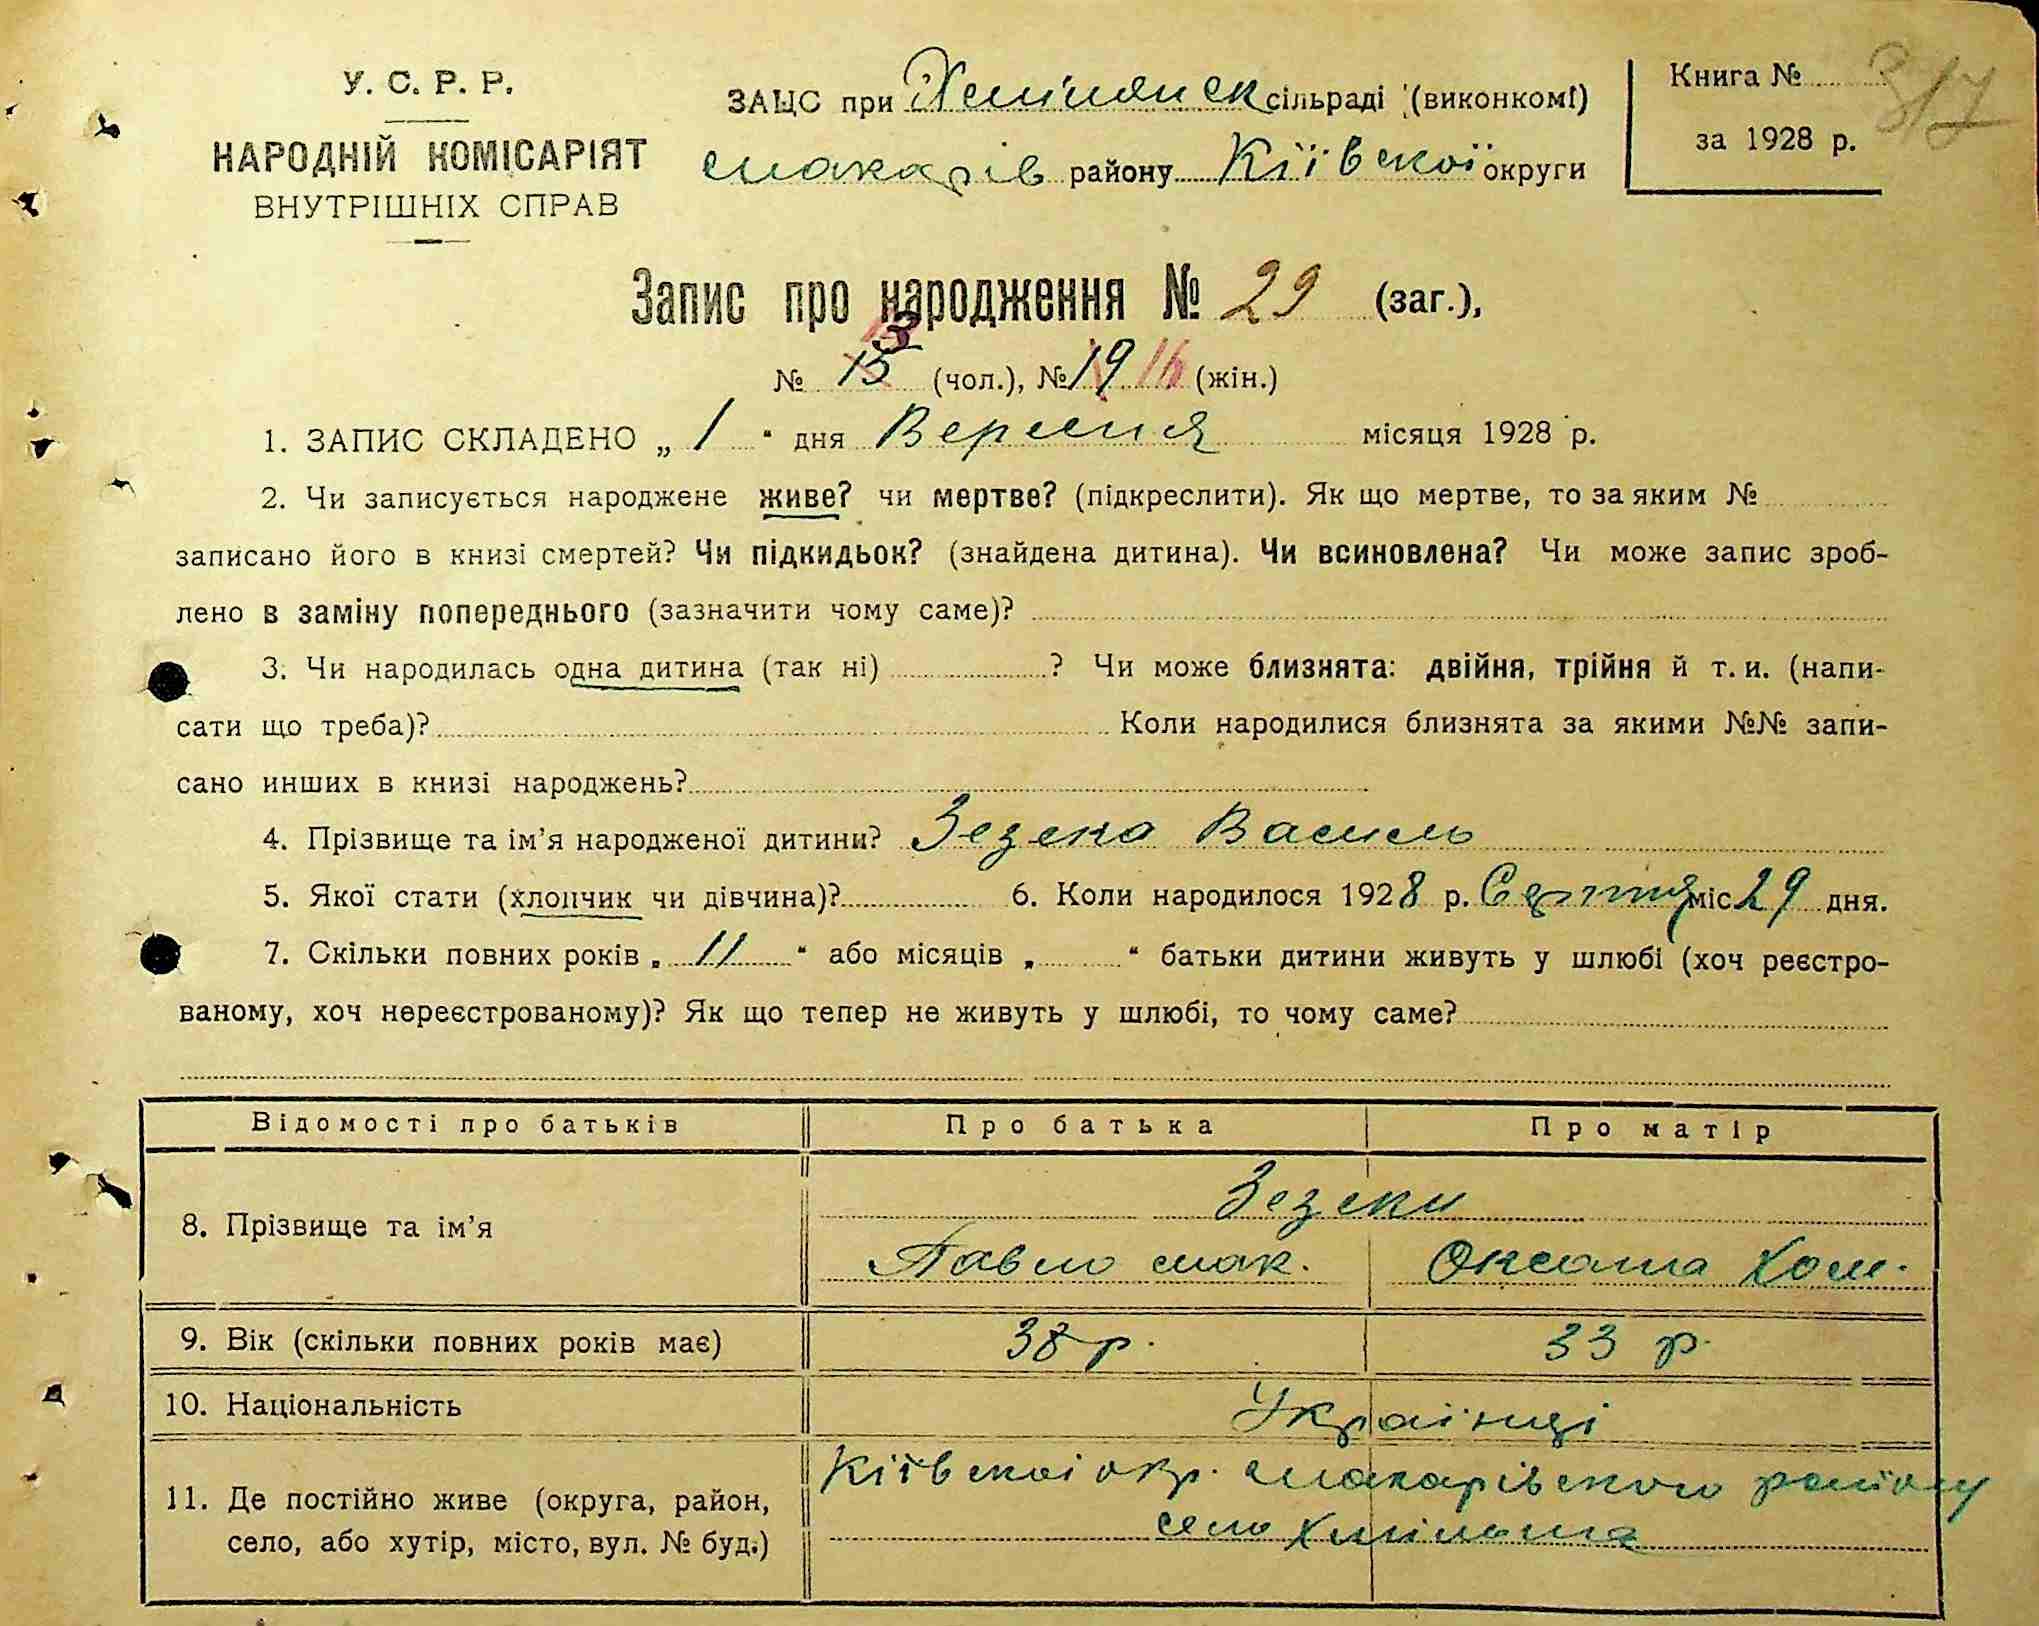 У. С. Р. Р.
НАРОДНІЙ КОМІСАРІЯТ
ВНУТРІШНІХ СПРАВ
ЗАЦС при Хмілянск сільраді (виконкомі)
макарів району Кіївскої округи
Книга №
за 1928 р.
317
Запис про народження № 29 (заг.),
№ 13 (чол.), № 19 16 (жін.)
1. ЗАПИС СКЛАДЕНО „ 1 “ дня Вересня місяця 1928 р.
2. Чи записується народжене живе? чи мертве? (підкреслити). Як що мертве, то за яким №
записано його в книзі смертей? Чи підкидьок? (знайдена дитина). Чи всиновлена? Чи може запис зроб-
лено в заміну попереднього (зазначити чому саме)?
3. Чи народилась одна дитина (так ні) ? Чи може близнята: двійня, трійня й т. и. (напи-
сати що треба)? Коли народилися близнята за якими №№ запи-
сано инших в книзі народжень?
4. Прізвище та ім’я народженої дитини? Зезека Василь
5. Якої стати (хлопчик чи дівчина)? 6. Коли народилося 1928 р. Серпня міс 29 дня.
7. Скільки повних років „ 11 “ або місяців „ “ батьки дитини живуть у шлюбі (хоч реєстро-
ваному, хоч нереєстрованому)? Як що тепер не живуть у шлюбі, то чому саме?
Відомості про батьків Про батька Про матір
8. Прізвище та ім’я Зезеки
Павло мак. Оксана Хом.
9. Вік (скільки повних років має) 38 р. 33 р.
10. Національність Українці
11. Де постійно живе (округа, район, Кіївскої окр. макарівского району
село, або хутір, місто, вул. № буд.) село Хмільна